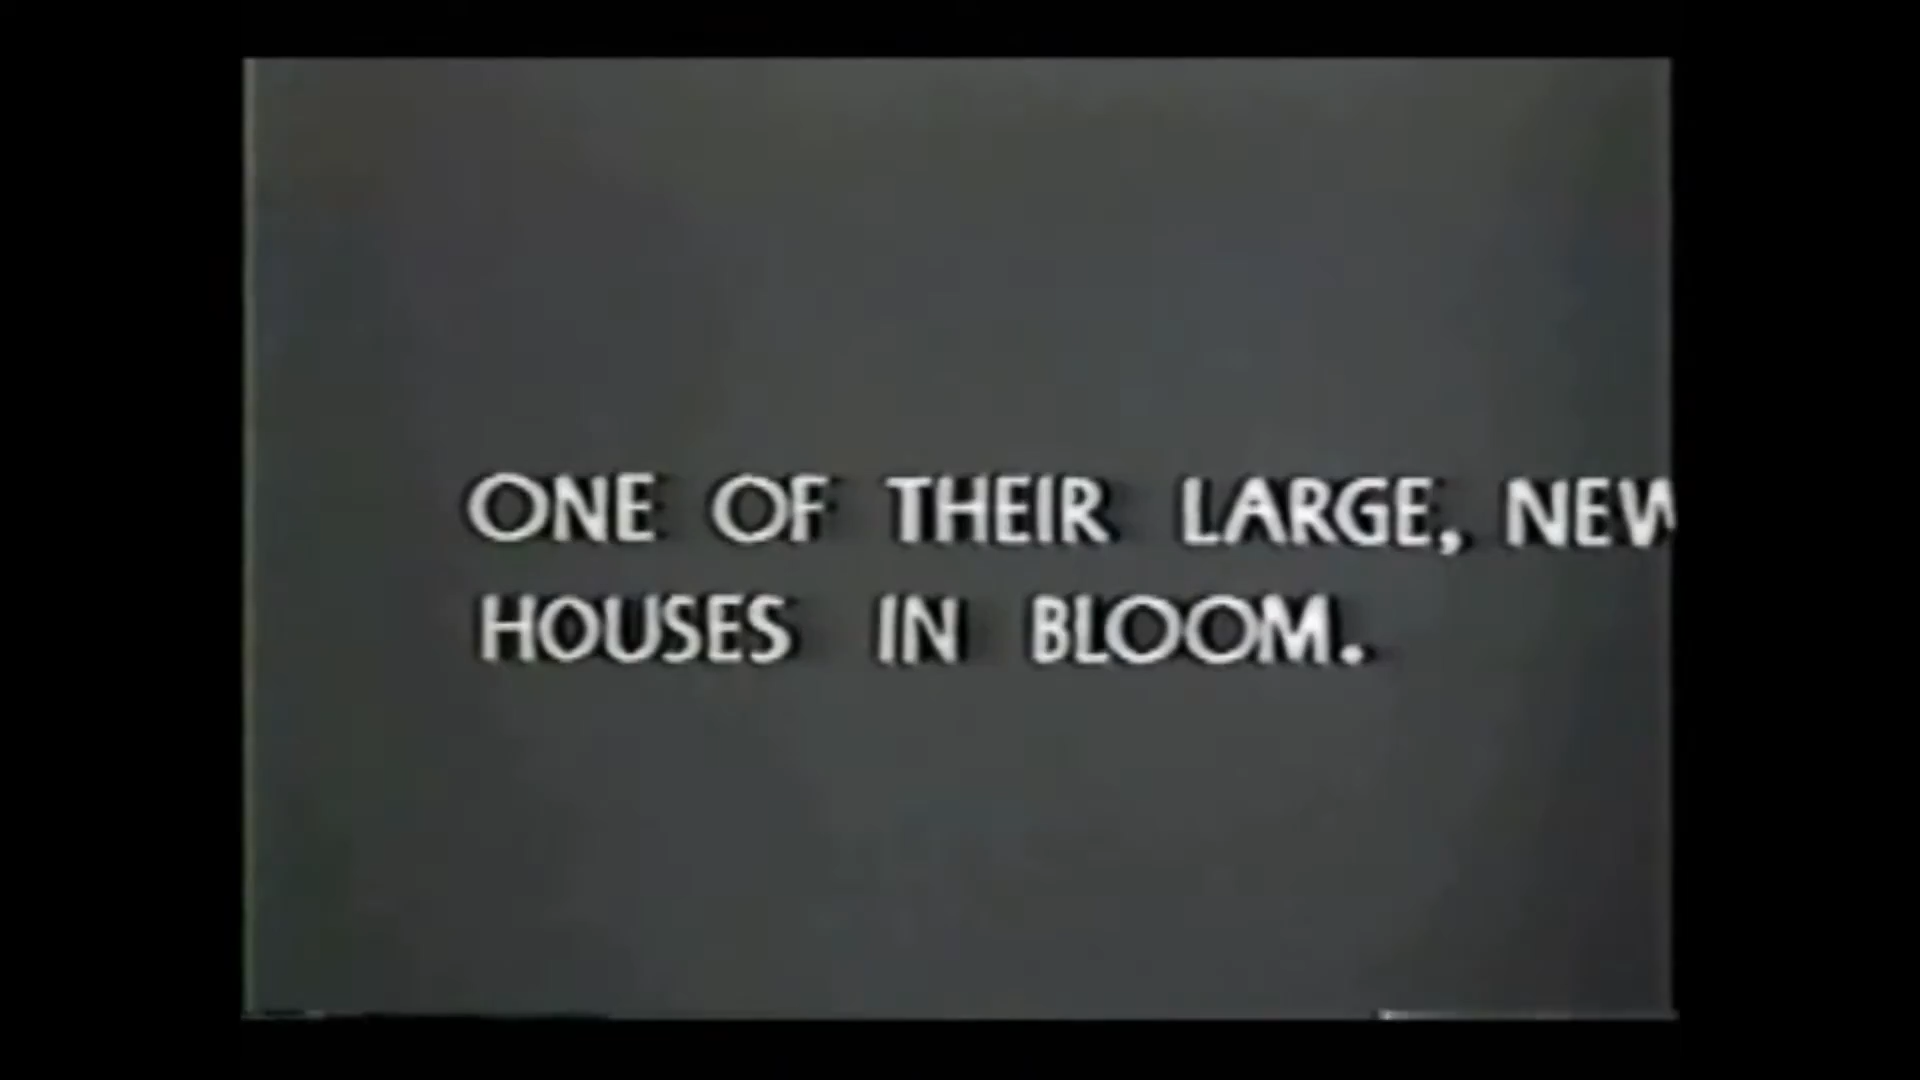 ONE OF THEIR LARGE, NEW
HOUSES IN BLOOM.